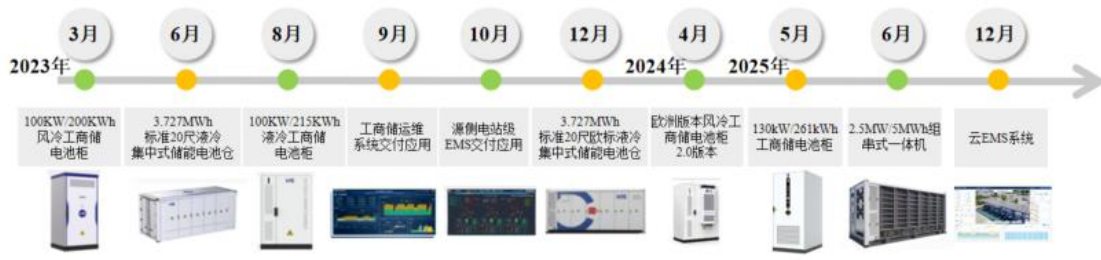 3月
6月
8月
9月
10月
12月
4月
5月
6月
12月
2023年
2024年
2025年
100KW/200KWh
风冷工商储
电池柜
3.727MWh
标准20尺液冷
集中式储能电池仓
100KW/215KWh
液冷工商储
电池柜
工商储运维
系统交付应用
源侧电站级
EMS交付应用
3.727MWh
标准20尺欧标液冷
集中式储能电池仓
欧洲版本风冷工
商储电池柜
2.0版本
130kW/261kWh
工商储电池柜
2.5MW/5MWh组
串式一体机
云EMS系统